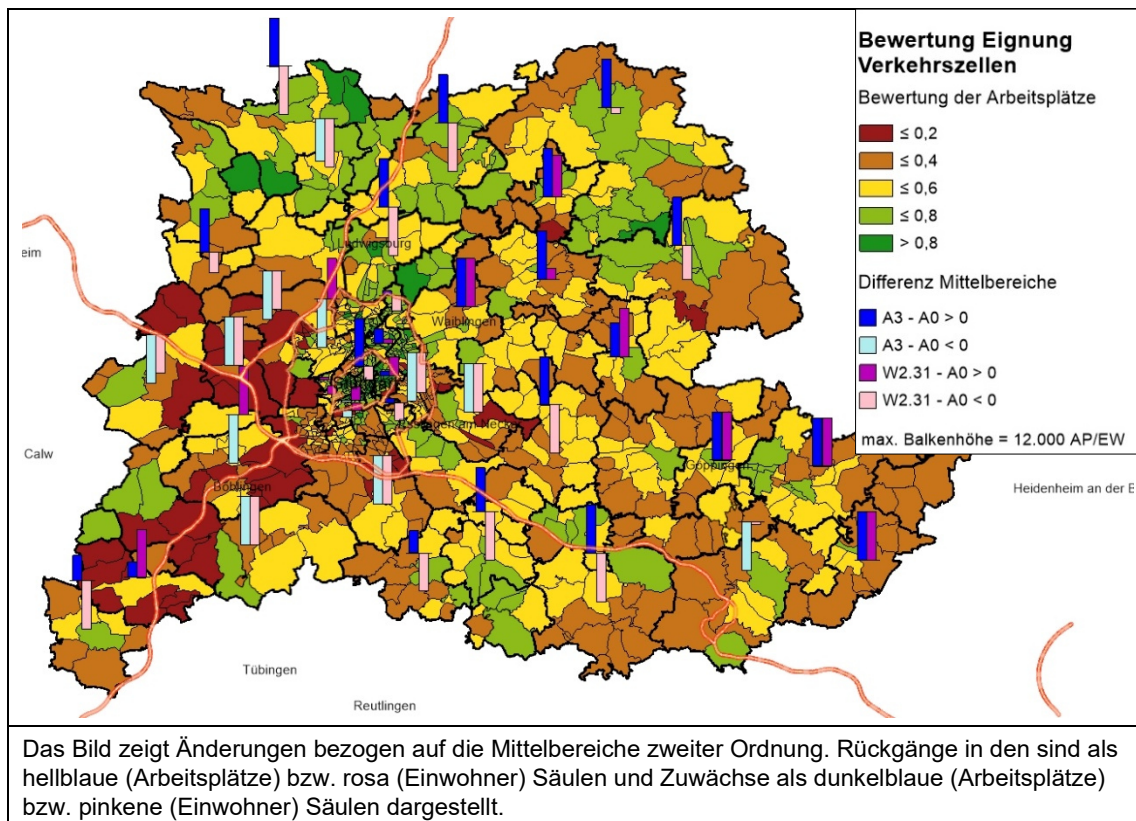 Bewertung Eignung
Verkehrszellen
Bewertung der Arbeitsplätze
≤ 0,2
≤ 0,4
≤ 0,6
≤ 0,8
> 0,8
Differenz Mittelbereiche
A3 - A0 > 0
A3 - A0 < 0
W2.31 - A0 > 0
W2.31 - A0 < 0
max. Balkenhöhe = 12.000 AP/EW
eim
Ludwigsburg
Waiblingen
am Neckar
Calw
Böblingen
Göppingen
Heidenheim an der B
Tübingen
Reutlingen
Das Bild zeigt Änderungen bezogen auf die Mittelbereiche zweiter Ordnung. Rückgänge in den sind als
hellblaue (Arbeitsplätze) bzw. rosa (Einwohner) Säulen und Zuwächse als dunkelblaue (Arbeitsplätze)
bzw. pinkene (Einwohner) Säulen dargestellt.